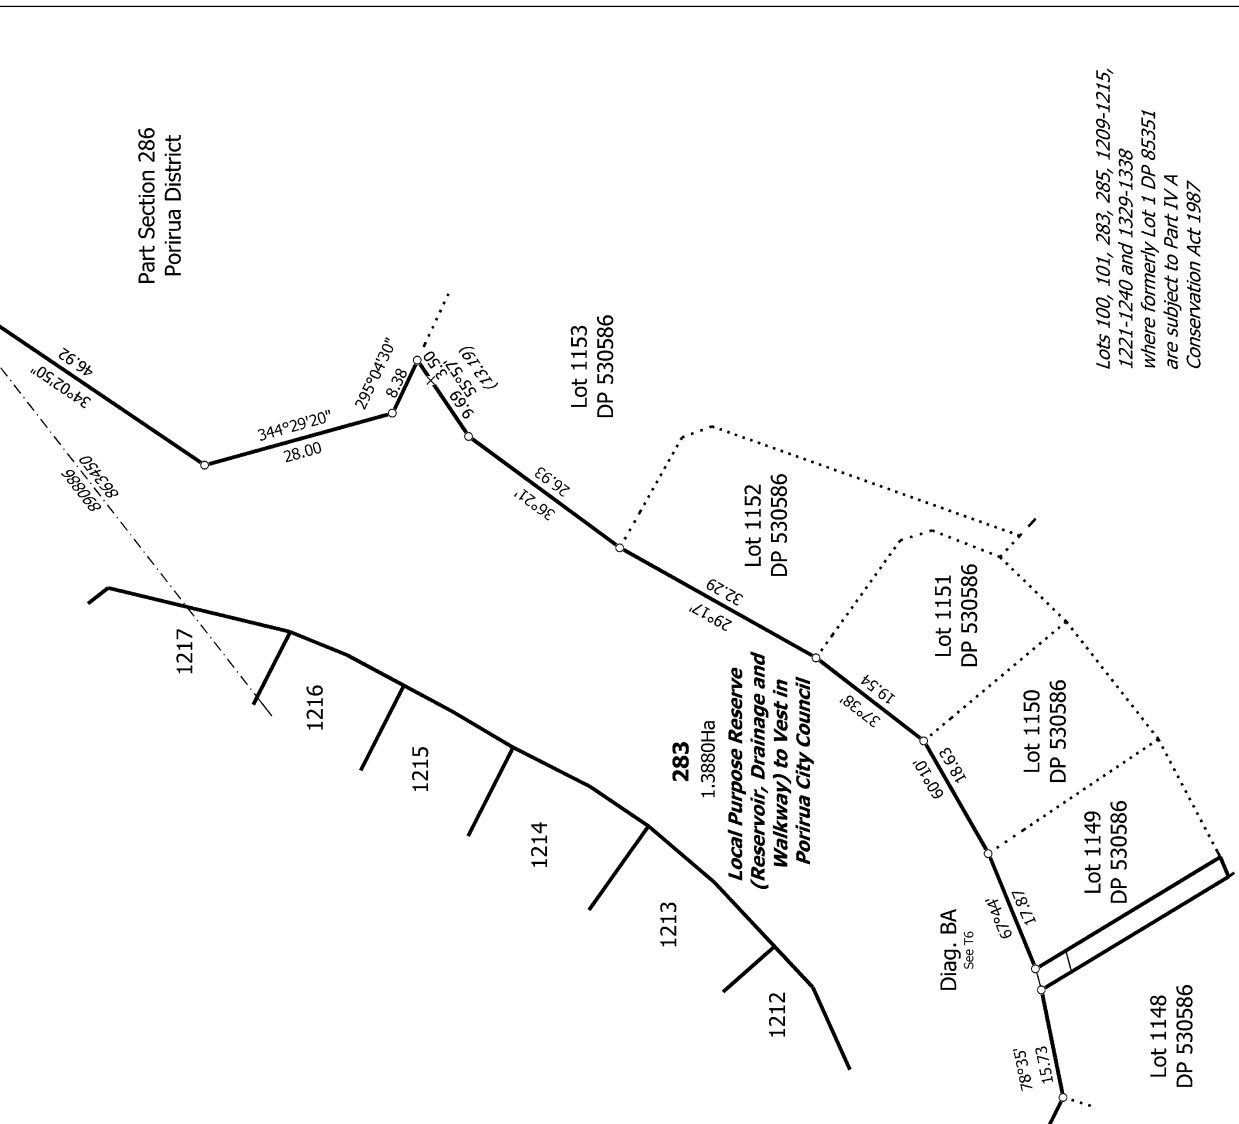 Part Section 286
Porirua District
Lots 100, 101, 283, 285, 1209-1215,
1221-1240 and 1329-1338
where formerly Lot 1 DP 85351
are subject to Part IV A
Conservation Act 1987
46.92
34°02'50"
890886
863450
344°29'20"
28.00
295°04'30"
8.38
3.50
9.69
55°57'
(13.19)
Lot 1153
DP 530586
26.93
36°21'
Lot 1152
DP 530586
32.29
29°17'
Lot 1151
DP 530586
19.54
37°38'
Lot 1150
DP 530586
60°10'
18.63
Lot 1149
DP 530586
67°44'
17.87
Lot 1148
DP 530586
78°35'
15.73
Diag. BA
See T6
283
1.3880Ha
Local Purpose Reserve
(Reservoir, Drainage and
Walkway) to Vest in
Porirua City Council
1217
1216
1215
1214
1213
1212